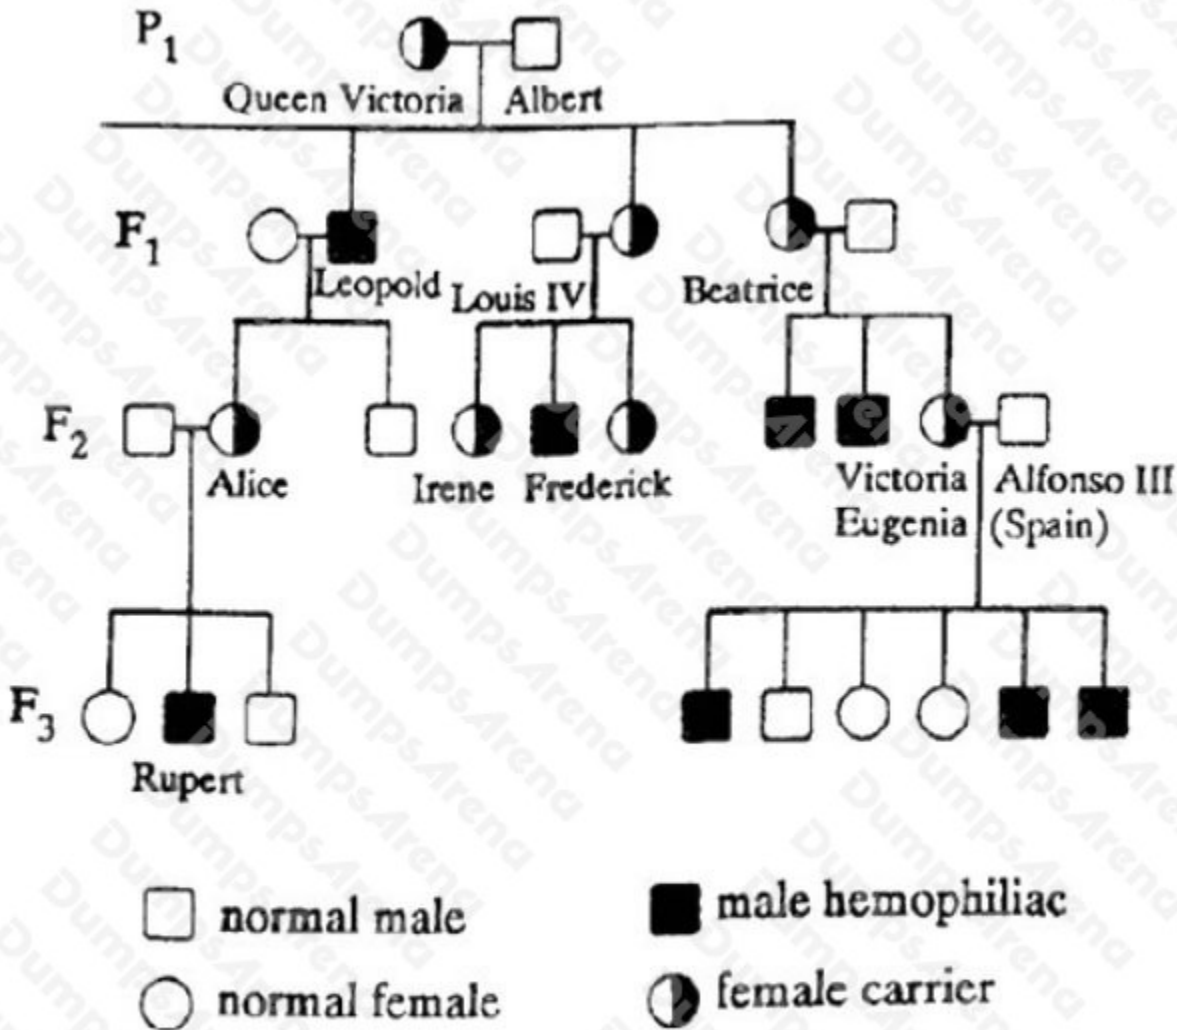 P1
Queen Victoria Albert
F1
Leopold Louis IV Beatrice
F2
Alice Irene Frederick Victoria Eugenia Alfonso III (Spain)
F3
Rupert
normal male male hemophiliac
normal female female carrier
DumpsArena